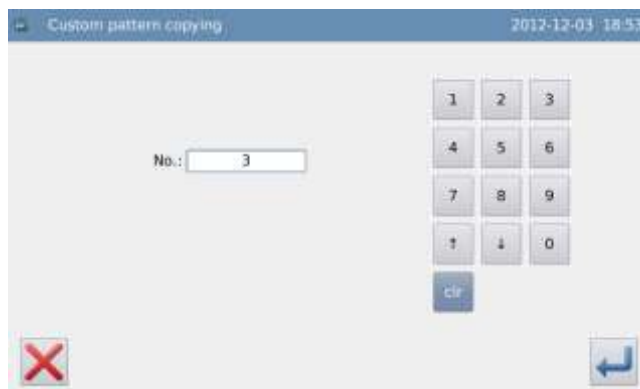 Custom pattern copying 2012-12-03 18:53
1 2 3
No.: 3
4 5 6
7 8 9
↑ ↓ 0
clr